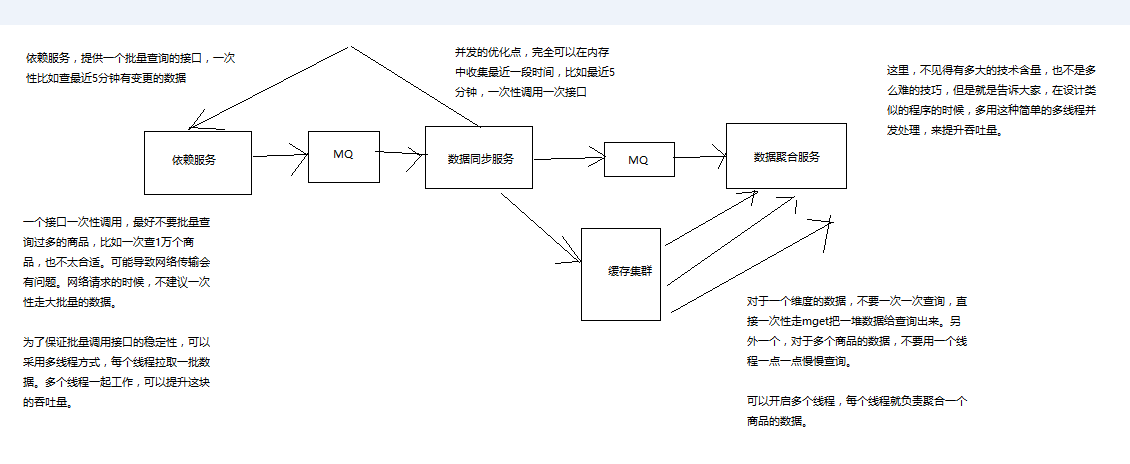 依赖服务，提供一个批量查询的接口，一次
性比如查最近5分钟有变更的数据
并发的优化点，完全可以在内存
中收集最近一段时间，比如最近5
分钟，一次性调用一次接口
这里，不见得有多大的技术含量，也不是多
么难的技巧，但是就是告诉大家，在设计类
似的程序的时候，多用这种简单的多线程并
发处理，来提升吞吐量。
依赖服务
MQ
数据同步服务
MQ
数据聚合服务
缓存集群
一个接口一次性调用，最好不要批量查
询过多的商品，比如一次查1万个商
品，也不太合适。可能导致网络传输会
有问题。网络请求的时候，不建议一次
性走大批量的数据。
为了保证批量调用接口的稳定性，可以
采用多线程方式，每个线程拉取一批数
据。多个线程一起工作，可以提升这块
的吞吐量。
对于一个维度的数据，不要一次一次查询，直
接一次性走mget把一堆数据给查询出来。另
外一个，对于多个商品的数据，不要用一个线
程一点一点慢慢查询。
可以开启多个线程，每个线程就负责聚合一个
商品的数据。